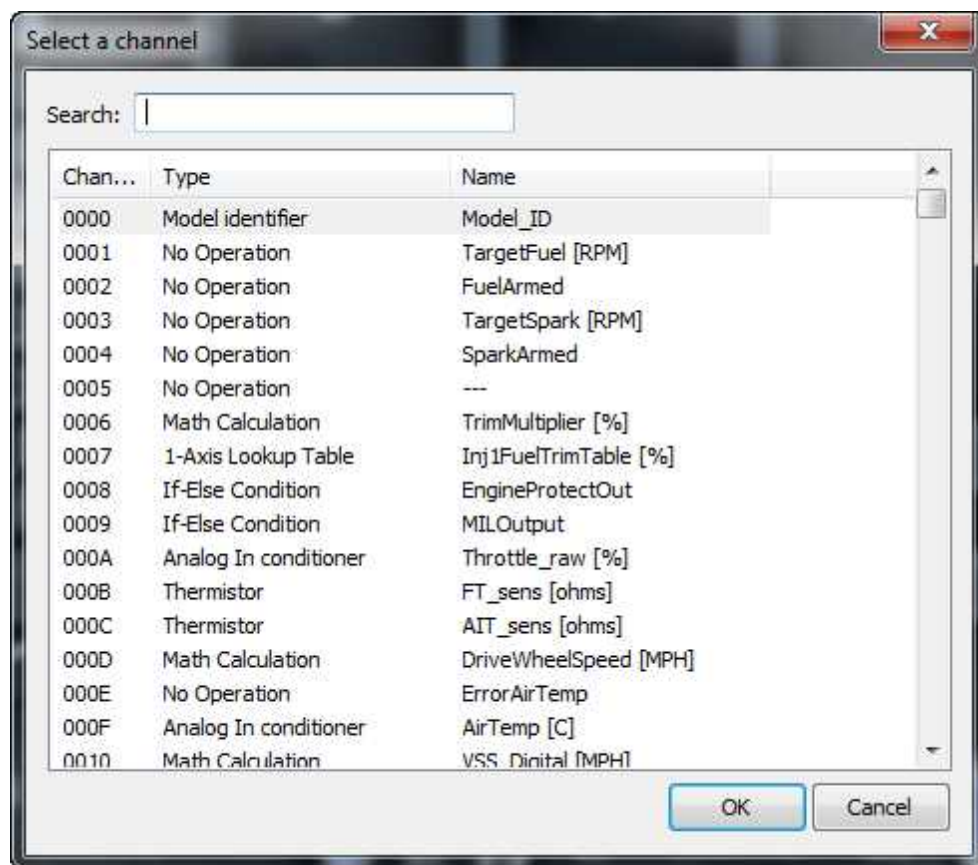 Select a channel
Search:
Chan... Type Name
0000 Model identifier Model_ID
0001 No Operation TargetFuel [RPM]
0002 No Operation FuelArmed
0003 No Operation TargetSpark [RPM]
0004 No Operation SparkArmed
0005 No Operation ---
0006 Math Calculation TrimMultiplier [%]
0007 1-Axis Lookup Table Inj1FuelTrimTable [%]
0008 If-Else Condition EngineProtectOut
0009 If-Else Condition MILOutput
000A Analog In conditioner Throttle_raw [%]
000B Thermistor FT_sens [ohms]
000C Thermistor AIT_sens [ohms]
000D Math Calculation DriveWheelSpeed [MPH]
000E No Operation ErrorAirTemp
000F Analog In conditioner AirTemp [C]
0010 Math Calculation VSS_Digital [MPH]
OK Cancel